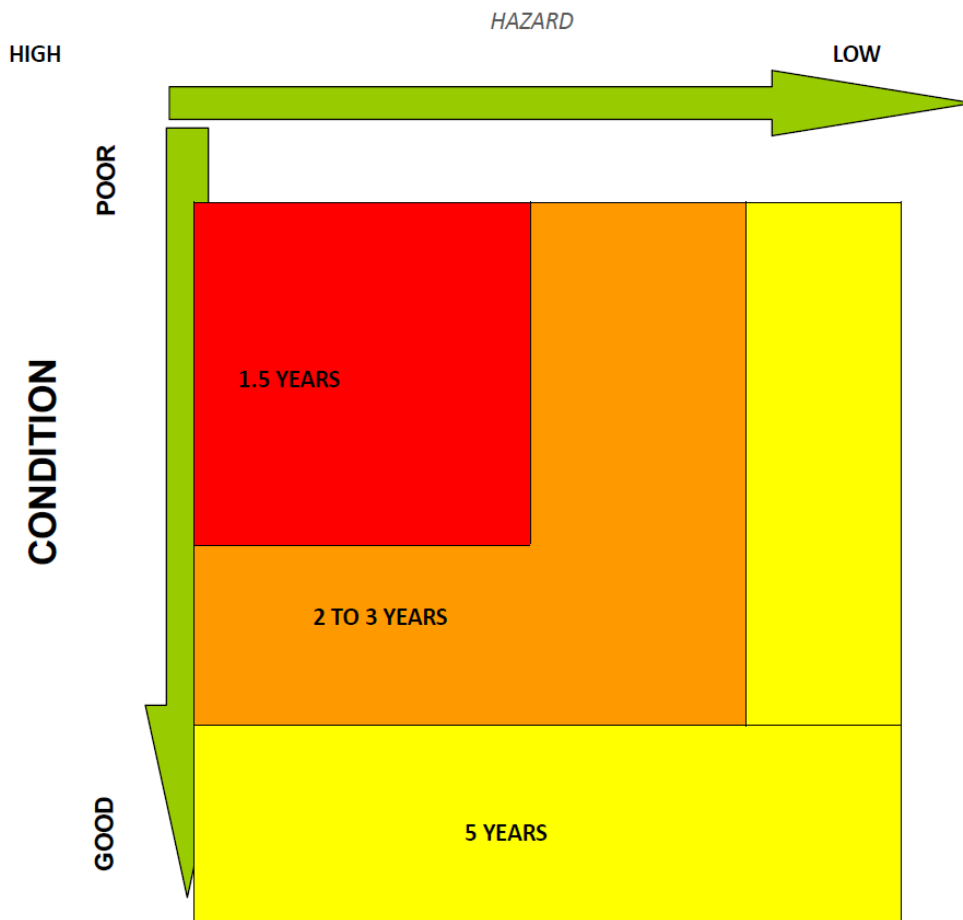 HAZARD
HIGH
LOW
POOR
CONDITION
1.5 YEARS
2 TO 3 YEARS
GOOD
5 YEARS